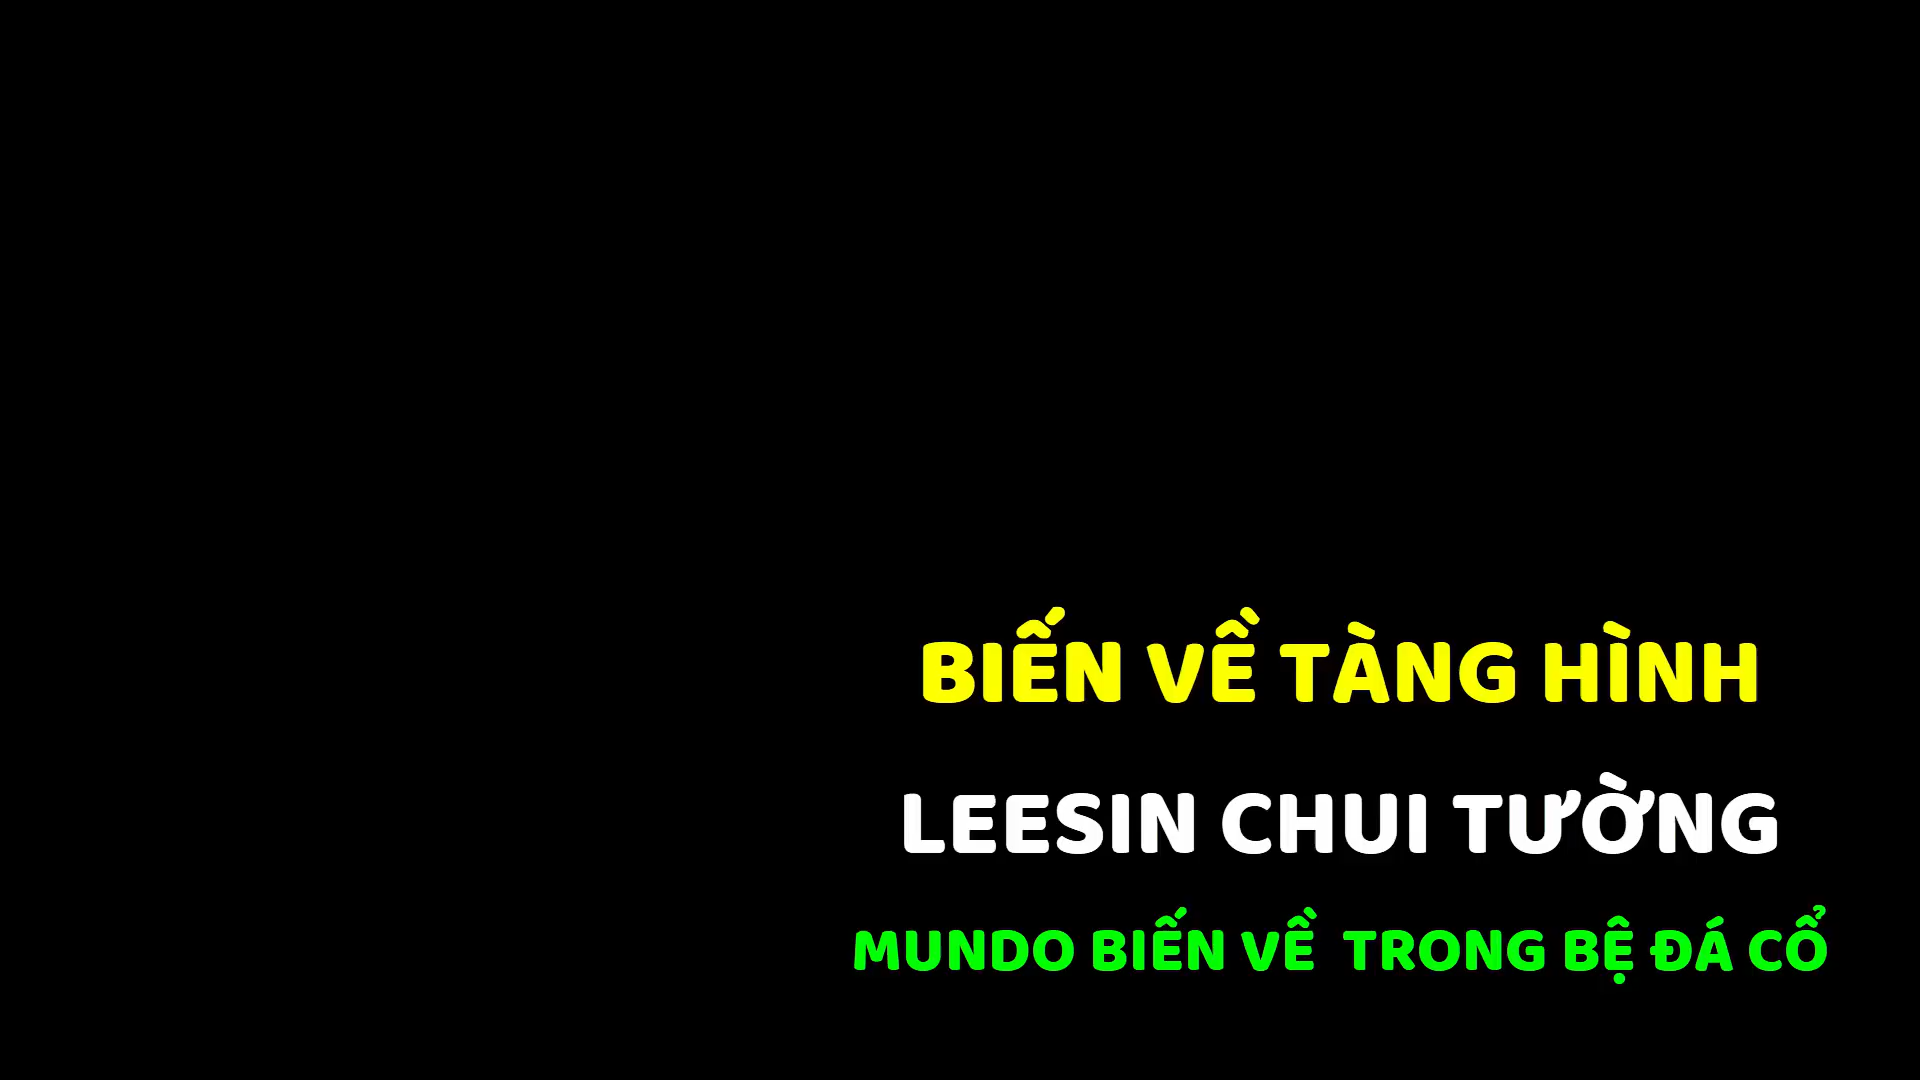 BIẾN VỀ TÀNG HÌNH
LEESIN CHUI TƯỜNG
MUNDO BIẾN VỀ  TRONG BỆ ĐÁ CỔ